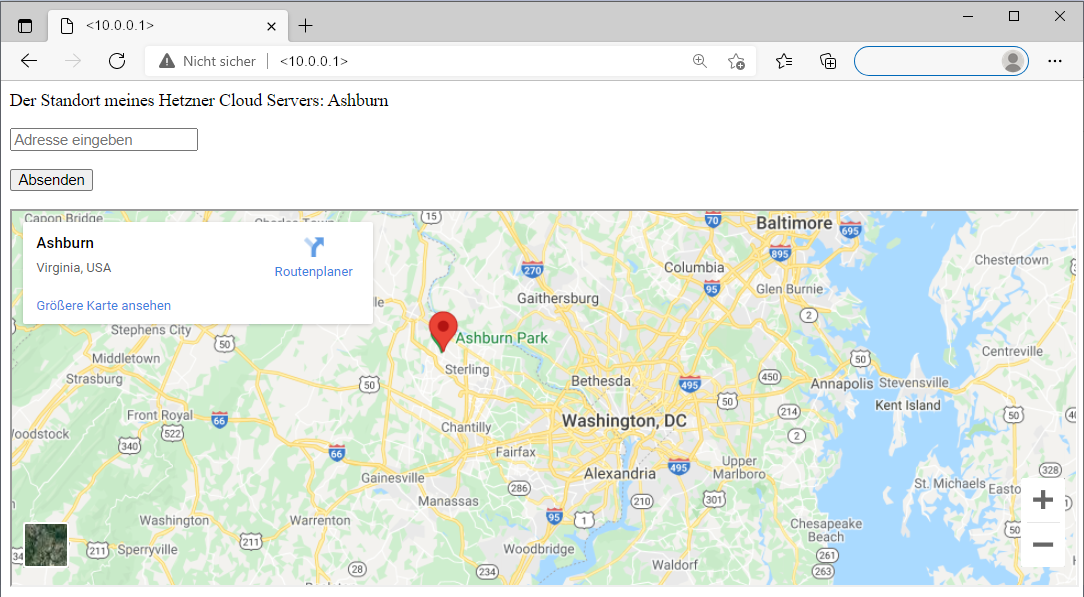 <10.0.0.1>
Nicht sicher <10.0.0.1>
Der Standort meines Hetzner Cloud Servers: Ashburn
Adresse eingeben
Absenden
Capon Bridge
15
70
Baltimore
695
Ashburn
Virginia, USA
Routenplaner
Größere Karte ansehen
895
Chestertown
270
Columbia
95
Glen Burnie
Gaithersburg
2
Stephens City
50
Ashburn Park
Middletown
Strasburg
Sterling
50
Bethesda
495
450
50
Annapolis
Stevensville
Centreville
Kent Island
Front Royal
66
522
340
Chantilly
Washington, DC
50
214
2
50
Fairfax
66
Gainesville
Alexandria
495
Upper
Marlboro
328
St. Michaels
Easto
Manassas
286
210
301
95
1
50
Washington
Warrenton
211
211
Sperryville
Woodbridge
Chesapeake
Beach
261
263
Waldorf
28
234